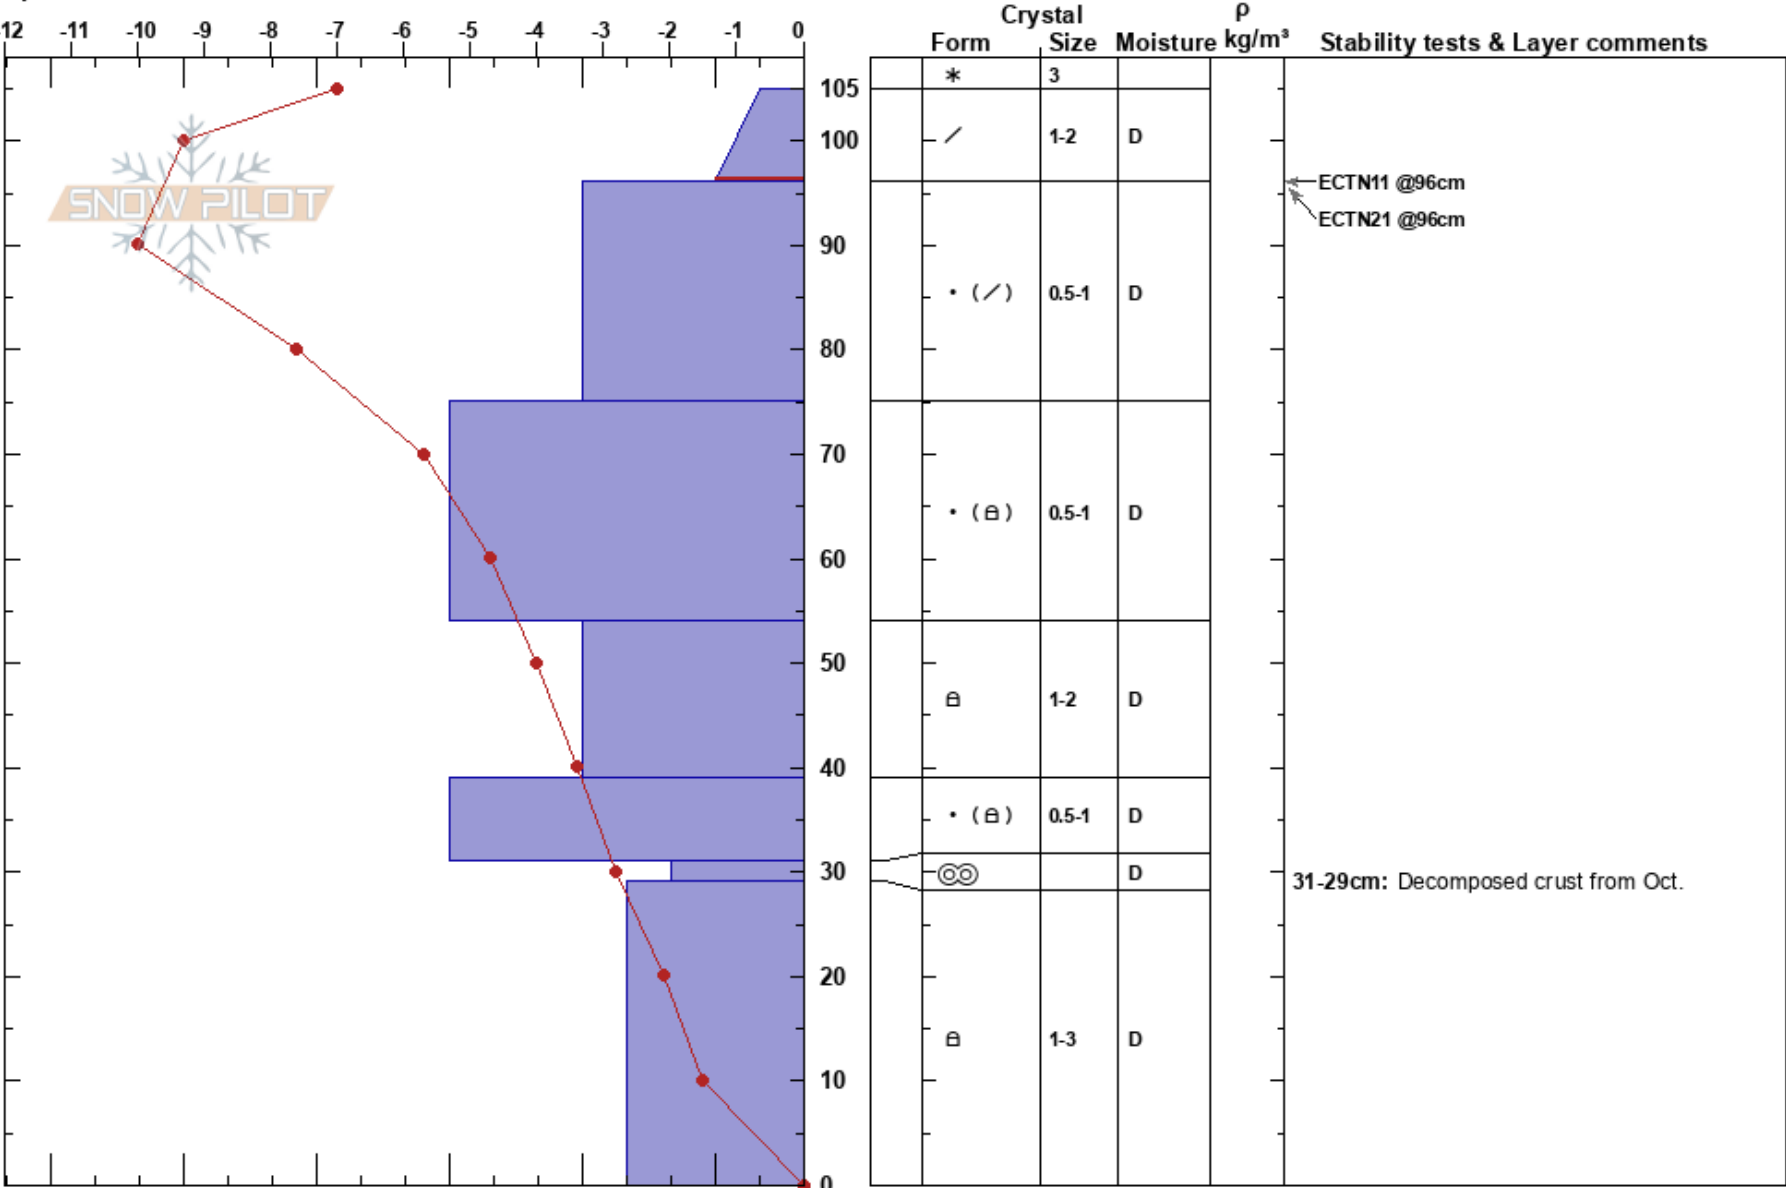 Crystal ρ
-12 -11 -10 -9 -8 -7 -6 -5 -4 -3 -2 -1 0 Form Size Moisture kg/m³ Stability tests & Layer comments
3
105
100 1-2 D
ECTN11 @96cm
SNOW PILOT
ECTN21 @96cm
90
0.5-1 D
80
70
0.5-1 D
60
50
1-2 D
40
0.5-1 D
30 D
31-29cm: Decomposed crust from Oct.
20
1-3 D
10
0